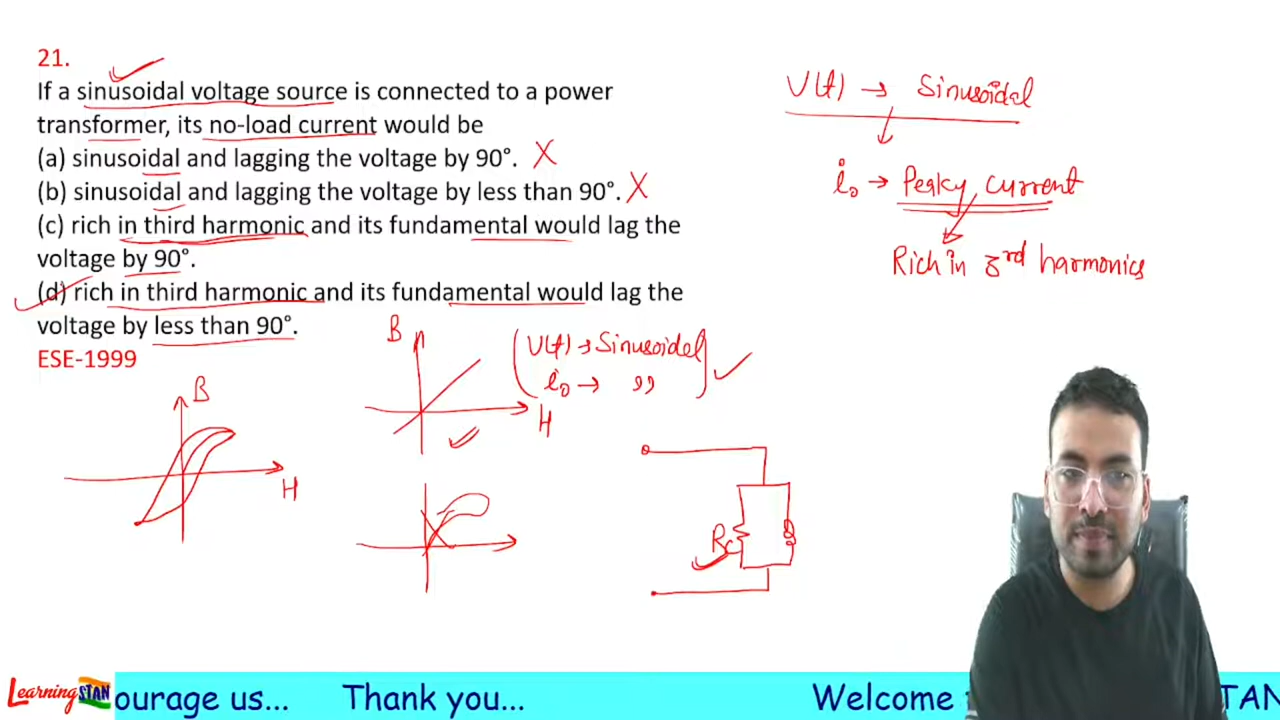 21.
If a sinusoidal voltage source is connected to a power
transformer, its no-load current would be
(a) sinusoidal and lagging the voltage by 90°. X
(b) sinusoidal and lagging the voltage by less than 90°. X
(c) rich in third harmonic and its fundamental would lag the
voltage by 90°.
(d) rich in third harmonic and its fundamental would lag the
voltage by less than 90°.
ESE-1999
V(t) → Sinusoidal
i₀ → Peaky current
Rich in 3rd harmonics
B
V(t) → Sinusoidal
i₀ → ,,
H
B
H
Rc
LearningSTAN
ourage us... Thank you... Welcome
TAN